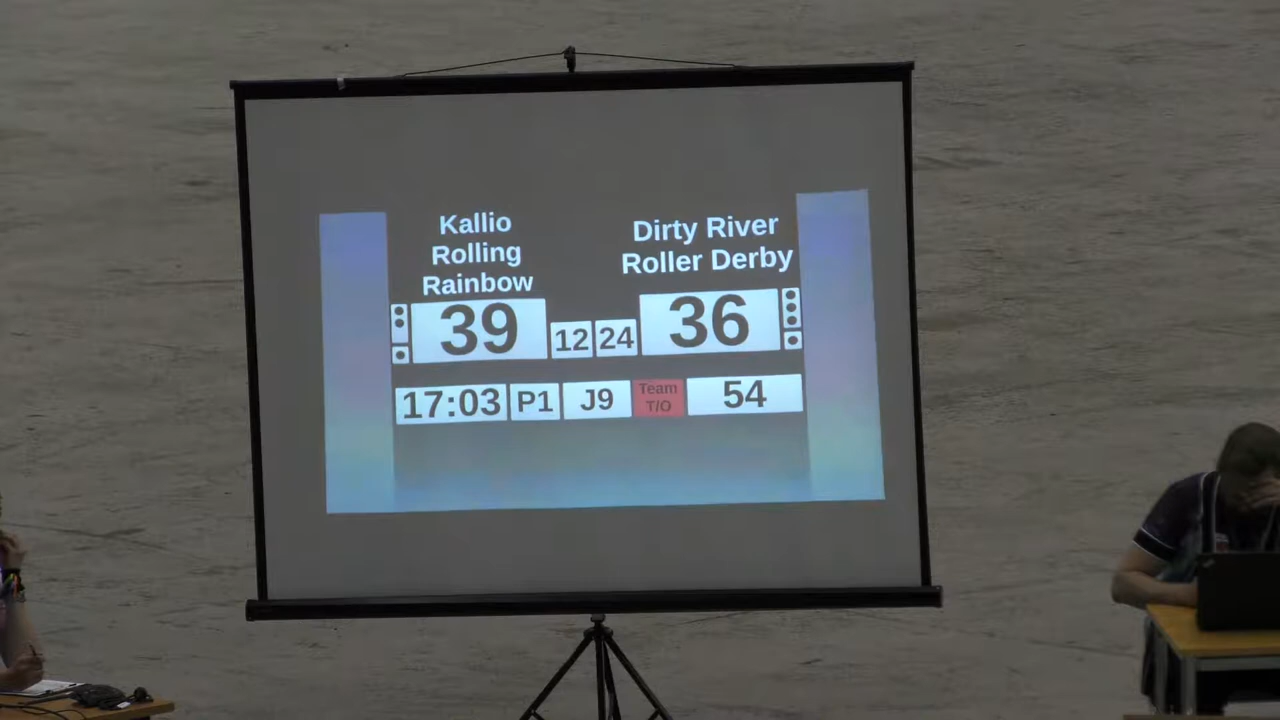 Kallio
Rolling
Rainbow
Dirty River
Roller Derby
39
12
24
36
17:03
P1
J9
Team
T/O
54